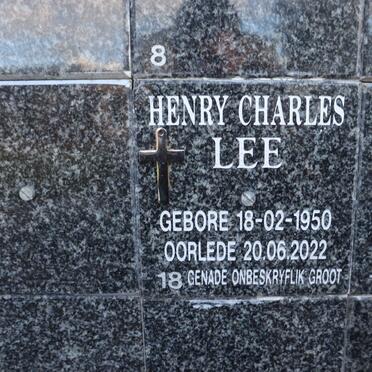 8
HENRY CHARLES
LEE
GEBORE 18-02-1950
OORLEDE 20.06.2022
18 GENADE ONBESKRYFLIK GROOT